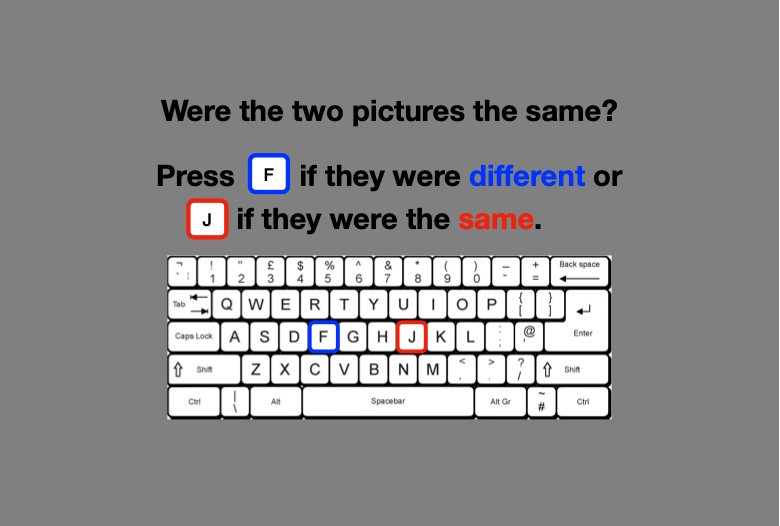 Were the two pictures the same?
Press F if they were different or
J if they were the same.
¬ ! " £ $ % ^ & * ( ) – + Back space
` ¦ 1 2 3 4 5 6 7 8 9 0 - =
Tab Q W E R T Y U I O P { [ } ]
Caps Lock A S D F G H J K L : ; @ ' Enter
Shift Z X C V B N M < , > . ? / Shift
Ctrl | \ Alt Spacebar Alt Gr ~ # Ctrl